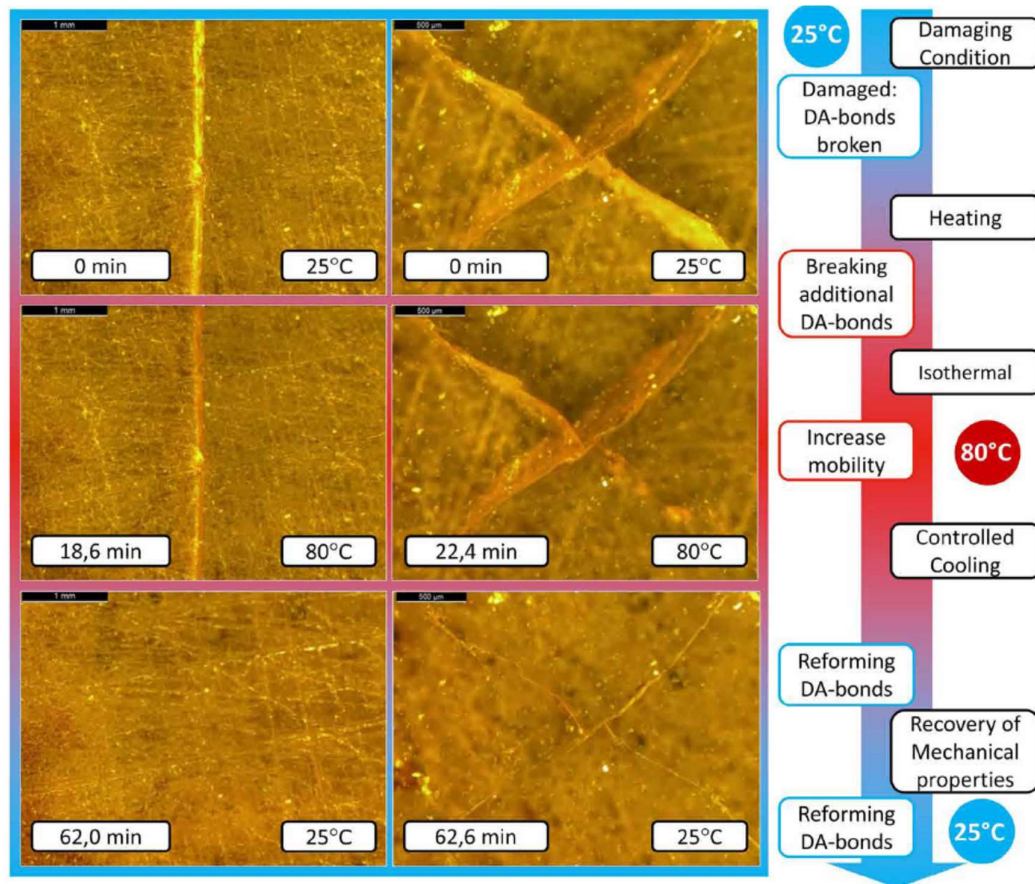 1 mm
500 µm
0 min
25°C
0 min
25°C
1 mm
500 µm
18,6 min
80°C
22,4 min
80°C
1 mm
500 µm
62,0 min
25°C
62,6 min
25°C
25°C
Damaging
Condition
Damaged:
DA-bonds
broken
Heating
Breaking
additional
DA-bonds
Isothermal
Increase
mobility
80°C
Controlled
Cooling
Reforming
DA-bonds
Recovery of
Mechanical
properties
Reforming
DA-bonds
25°C